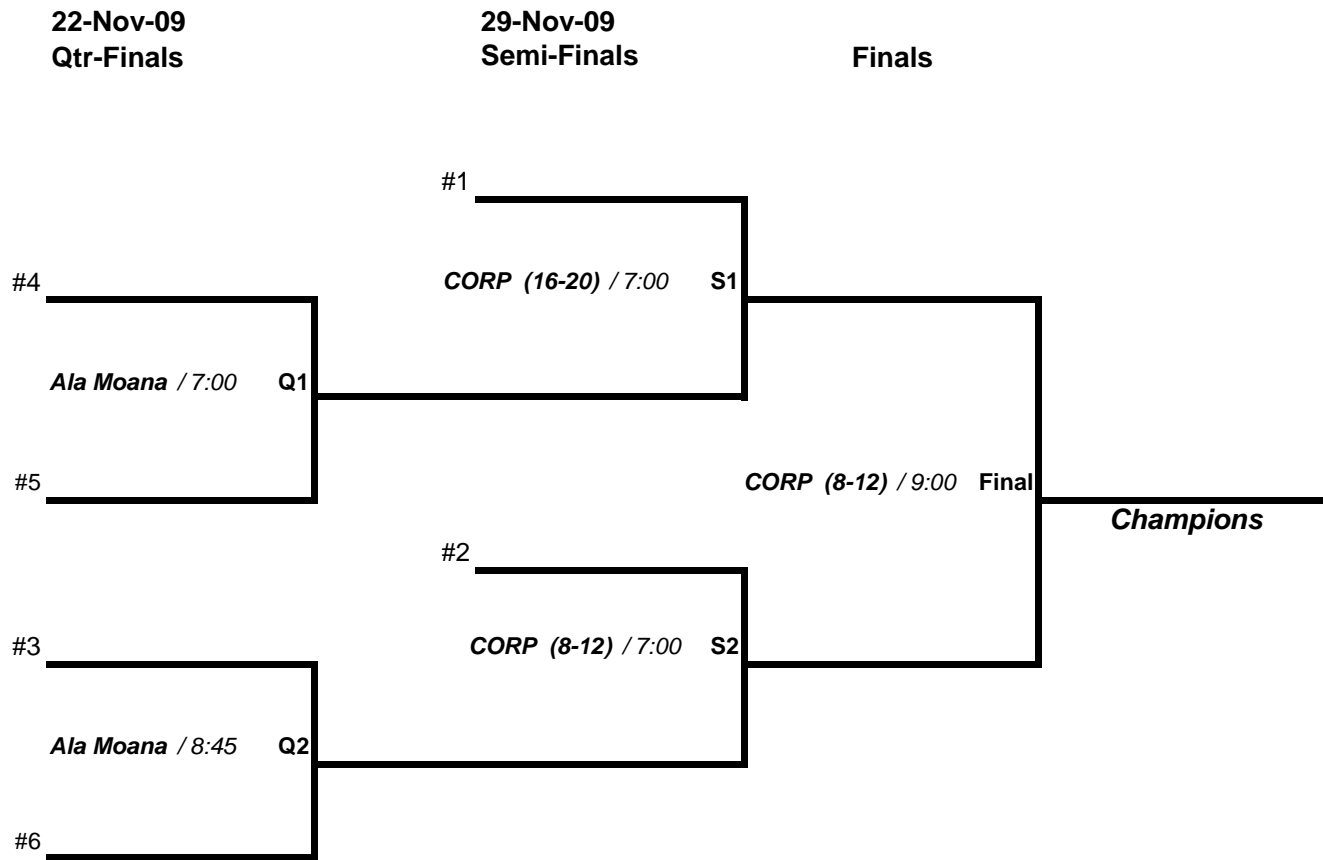 22-Nov-09
Qtr-Finals
29-Nov-09
Semi-Finals
Finals
#1
#4
CORP (16-20) / 7:00 S1
Ala Moana / 7:00 Q1
#5
CORP (8-12) / 9:00 Final
Champions
#2
#3
CORP (8-12) / 7:00 S2
Ala Moana / 8:45 Q2
#6